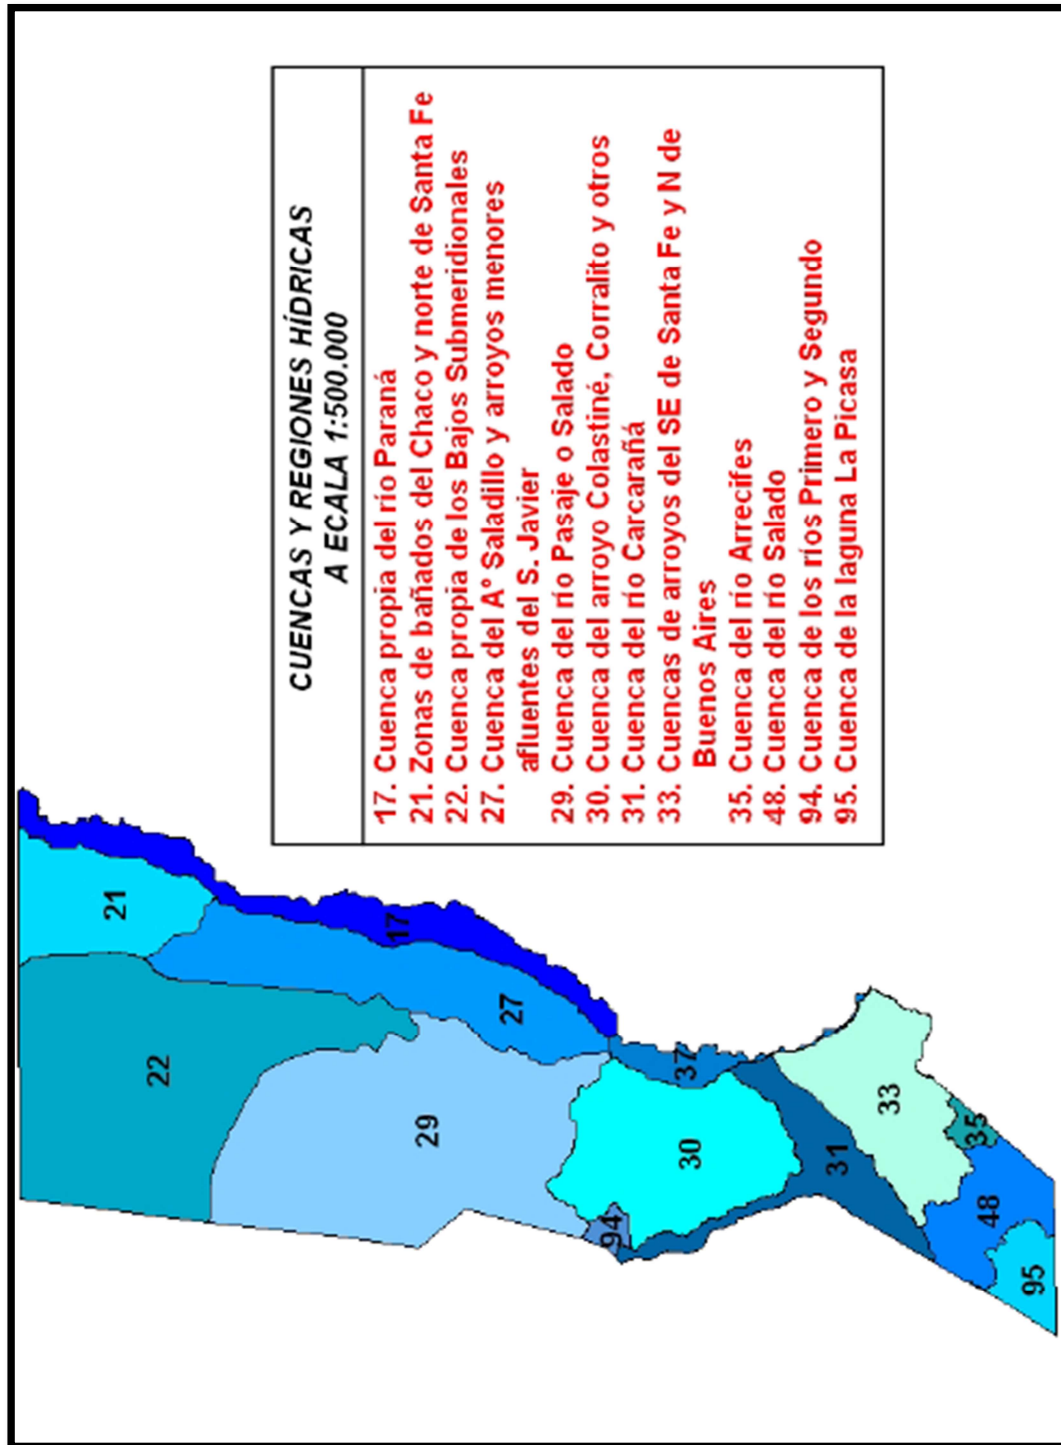 CUENCAS Y REGIONES HÍDRICAS
A ECALA 1:500.000
17. Cuenca propia del río Paraná
21. Zonas de bañados del Chaco y norte de Santa Fe
22. Cuenca propia de los Bajos Submeridionales
27. Cuenca del Aº Saladillo y arroyos menores
afluentes del S. Javier
29. Cuenca del río Pasaje o Salado
30. Cuenca del arroyo Colastiné, Corralito y otros
31. Cuenca del río Carcarañá
33. Cuencas de arroyos del SE de Santa Fe y N de
Buenos Aires
35. Cuenca del río Arrecifes
48. Cuenca del río Salado
94. Cuenca de los ríos Primero y Segundo
95. Cuenca de la laguna La Picasa
21
22
17
27
29
37
30
94
31
33
35
48
95